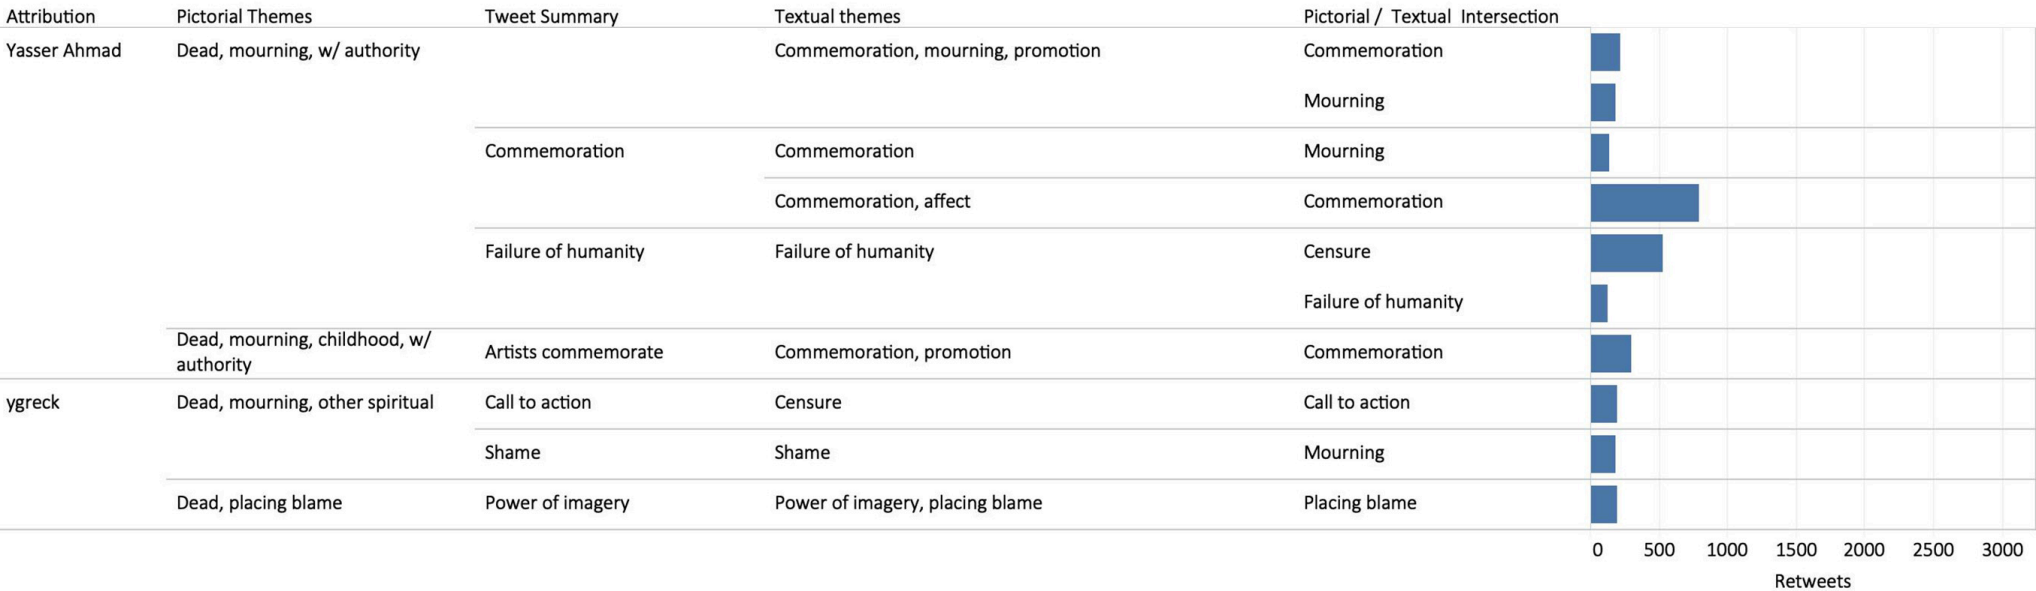 Attribution Pictorial Themes Tweet Summary Textual themes Pictorial / Textual Intersection
Yasser Ahmad Dead, mourning, w/ authority Commemoration, mourning, promotion Commemoration
Mourning
Commemoration Commemoration Mourning
Commemoration, affect Commemoration
Failure of humanity Failure of humanity Censure
Failure of humanity
Dead, mourning, childhood, w/
authority
Artists commemorate Commemoration, promotion Commemoration
ygreck Dead, mourning, other spiritual Call to action Censure Call to action
Shame Shame Mourning
Dead, placing blame Power of imagery Power of imagery, placing blame Placing blame
0 500 1000 1500 2000 2500 3000
Retweets